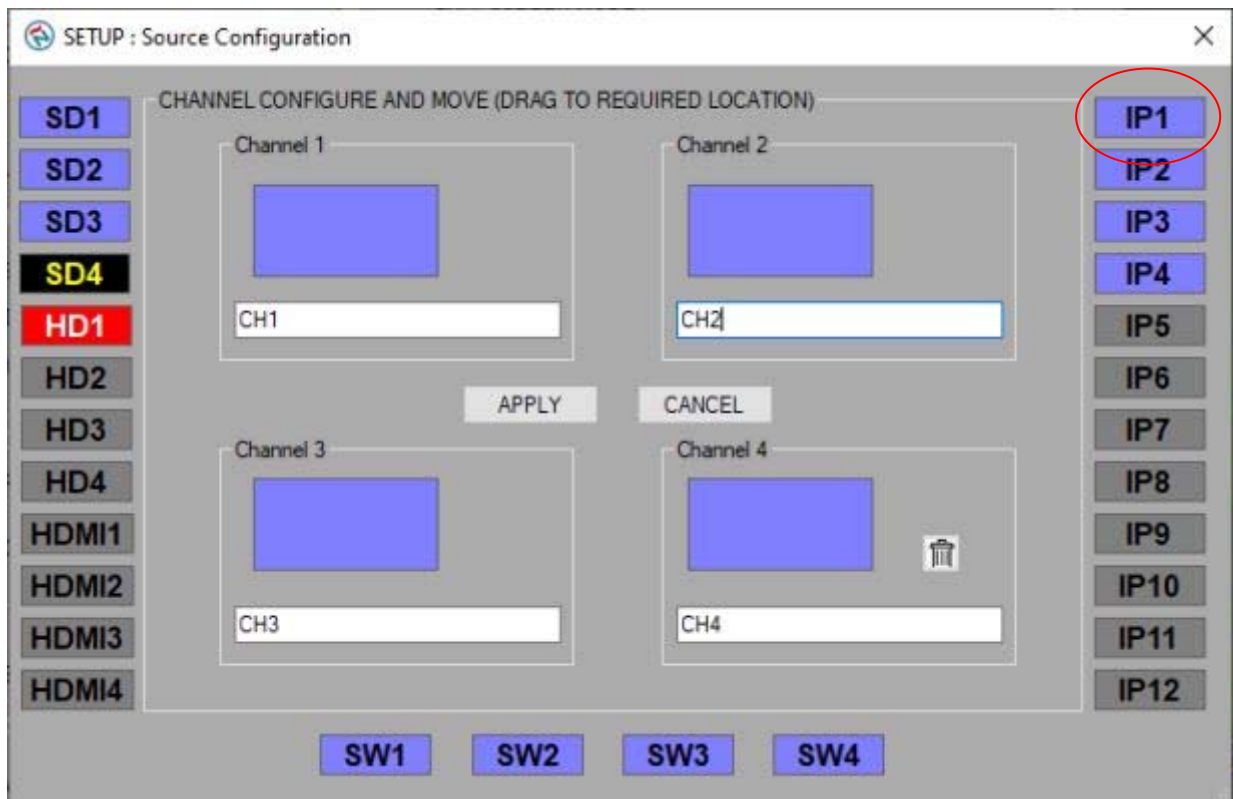 SETUP : Source Configuration
CHANNEL CONFIGURE AND MOVE (DRAG TO REQUIRED LOCATION)
SD1
SD2
SD3
SD4
HD1
HD2
HD3
HD4
HDMI1
HDMI2
HDMI3
HDMI4
Channel 1
CH1
Channel 2
CH2
APPLY
CANCEL
Channel 3
CH3
Channel 4
CH4
IP1
IP2
IP3
IP4
IP5
IP6
IP7
IP8
IP9
IP10
IP11
IP12
SW1
SW2
SW3
SW4